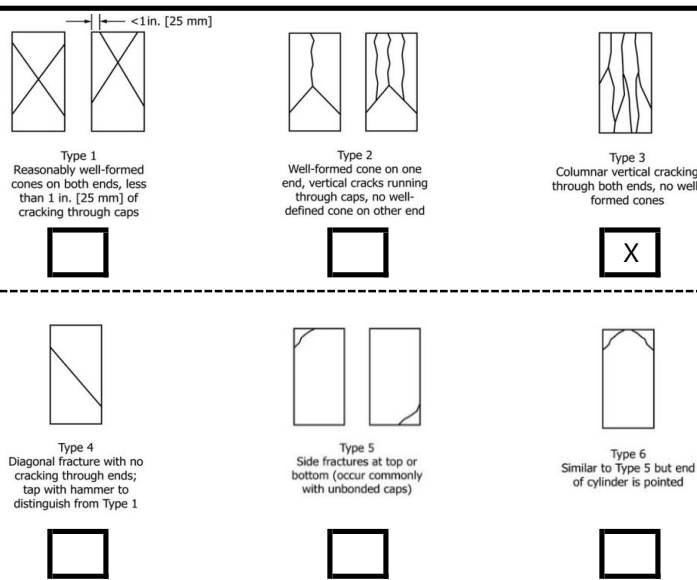 <1in. [25 mm]
Type 1
Reasonably well-formed
cones on both ends, less
than 1 in. [25 mm] of
cracking through caps
Type 2
Well-formed cone on one
end, vertical cracks running
through caps, no well-
defined cone on other end
Type 3
Columnar vertical cracking
through both ends, no well
formed cones
X
Type 4
Diagonal fracture with no
cracking through ends;
tap with hammer to
distinguish from Type 1
Type 5
Side fractures at top or
bottom (occur commonly
with unbonded caps)
Type 6
Similar to Type 5 but end
of cylinder is pointed